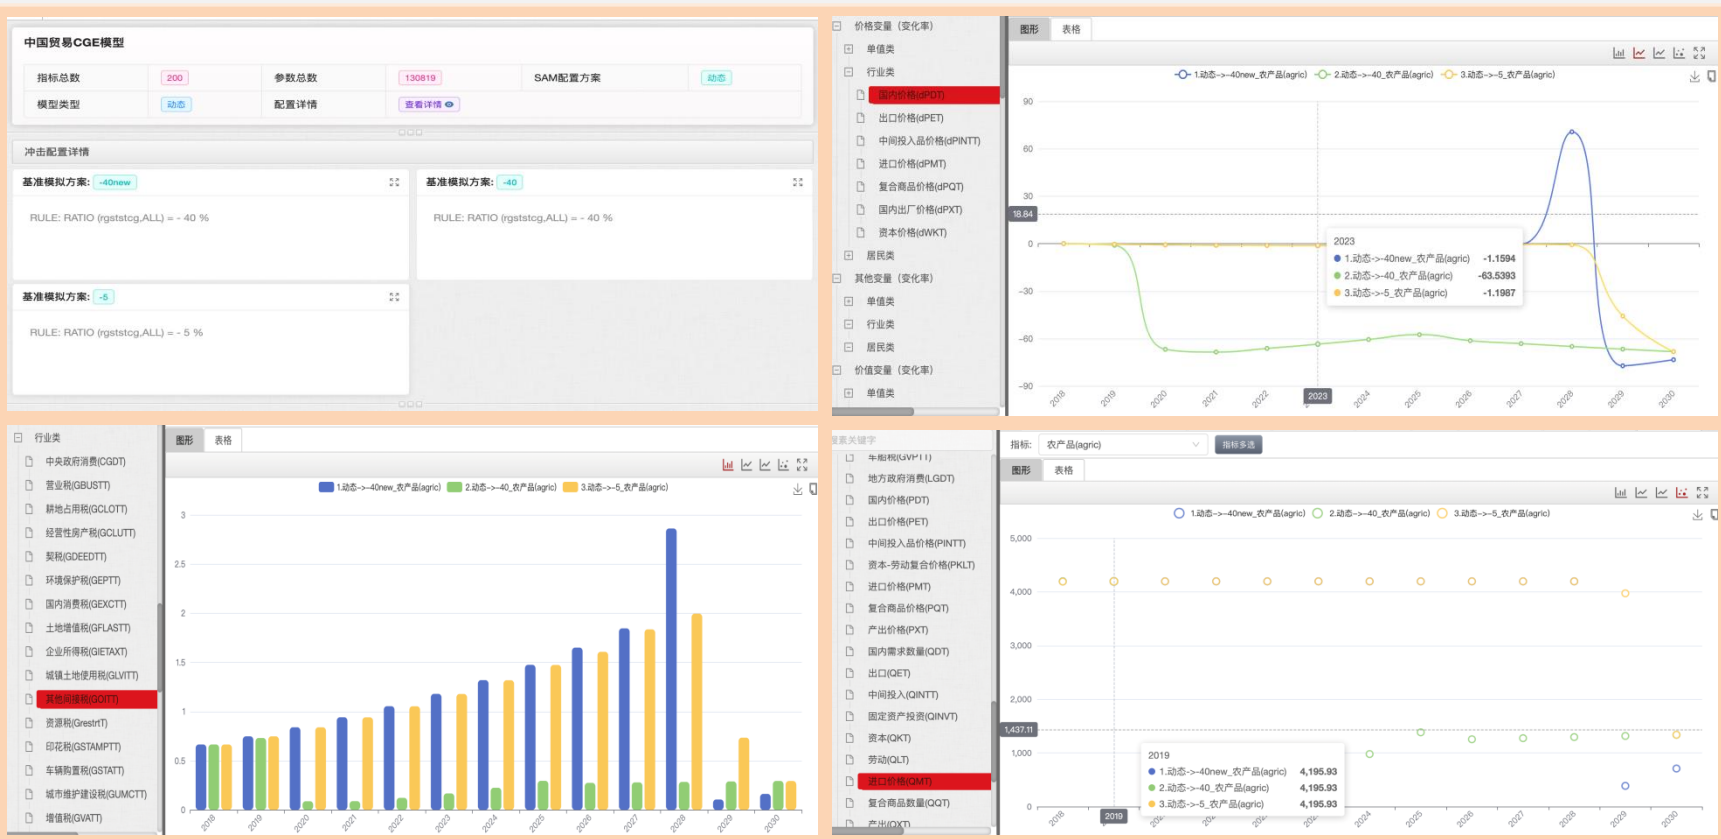 中国贸易CGE模型
指标总数 200 参数总数 130819 SAM配置方案 动态
模型类型 动态 配置详情 查看详情
冲击配置详情
基准模拟方案: -40new
RULE: RATIO (rgststcg,ALL) = - 40 %
基准模拟方案: -40
RULE: RATIO (rgststcg,ALL) = - 40 %
基准模拟方案: -5
RULE: RATIO (rgststcg,ALL) = - 5 %
价格变量（变化率）
单值类
行业类
国内价格(dPDT)
出口价格(dPET)
中间投入品价格(dPINTT)
进口价格(dPMT)
复合商品价格(dPQT)
国内出厂价格(dPXT)
资本价格(dWKT)
居民类
其他变量（变化率）
单值类
行业类
居民类
价值变量（变化率）
单值类
图形 表格
1.动态->-40new_农产品(agric) 2.动态->-40_农产品(agric) 3.动态->-5_农产品(agric)
90
60
30
18.84
0
-30
-60
-90
2023
1.动态->-40new_农产品(agric) -1.1594
2.动态->-40_农产品(agric) -63.5393
3.动态->-5_农产品(agric) -1.1987
2018 2019 2020 2021 2022 2023 2024 2025 2026 2027 2028 2029 2030
行业类
中央政府消费(CGDT)
营业税(GBUSTT)
耕地占用税(GCLOTT)
经营性房产税(GCLUTT)
契税(GDEEDTT)
环境保护税(GEPTT)
国内消费税(GEXCTT)
土地增值税(GFLASTT)
企业所得税(GIETAXT)
城镇土地使用税(GLVITT)
其他间接税(GOITT)
资源税(GrestrtT)
印花税(GSTAMPTT)
车辆购置税(GSTATT)
城市维护建设税(GUMCTT)
增值税(GVATT)
图形 表格
1.动态->-40new_农产品(agric) 2.动态->-40_农产品(agric) 3.动态->-5_农产品(agric)
3
2.5
2
1.5
1
0.5
0
2018 2019 2020 2021 2022 2023 2024 2025 2026 2027 2028 2029 2030
搜索关键字
车船税(GVPTT)
地方政府消费(LGDT)
国内价格(PDT)
出口价格(PET)
中间投入品价格(PINTT)
资本-劳动复合价格(PKLT)
进口价格(PMT)
复合商品价格(PQT)
产出价格(PXT)
国内需求数量(QDT)
出口(QET)
中间投入(QINTT)
固定资产投资(QINVT)
资本(QKT)
劳动(QLT)
进口价格(QMT)
复合商品数量(QQT)
产出(QXT)
指标: 农产品(agric) 指标多选
图形 表格
1.动态->-40new_农产品(agric) 2.动态->-40_农产品(agric) 3.动态->-5_农产品(agric)
5,000
4,000
3,000
2,000
1,437.11
1,000
0
2019
1.动态->-40new_农产品(agric) 4,195.93
2.动态->-40_农产品(agric) 4,195.93
3.动态->-5_农产品(agric) 4,195.93
2018 2019 2024 2025 2026 2027 2028 2029 2030